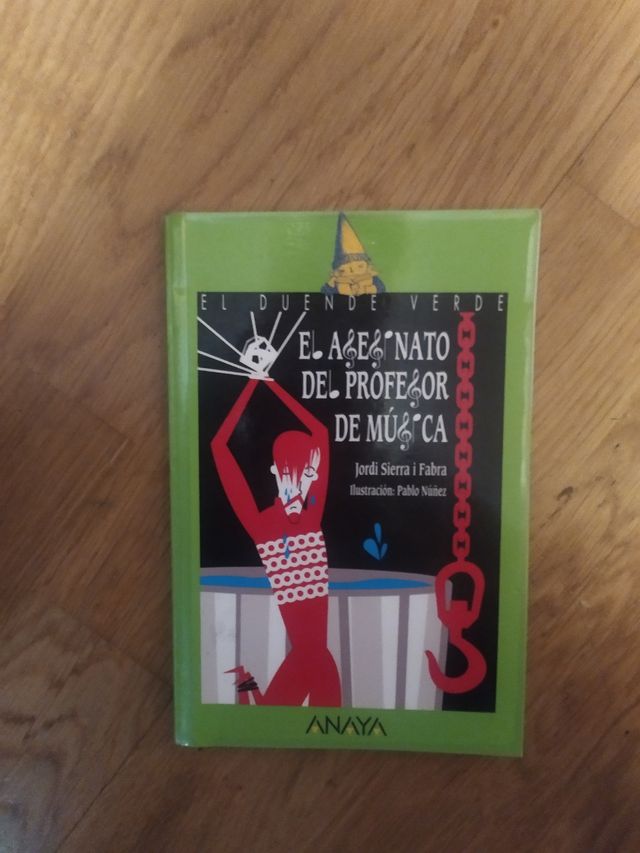 EL DUENDE VERDE
EL ASESINATO
DEL PROFESOR
DE MÚSICA
Jordi Sierra i Fabra
Ilustración: Pablo Núñez
ANAYA